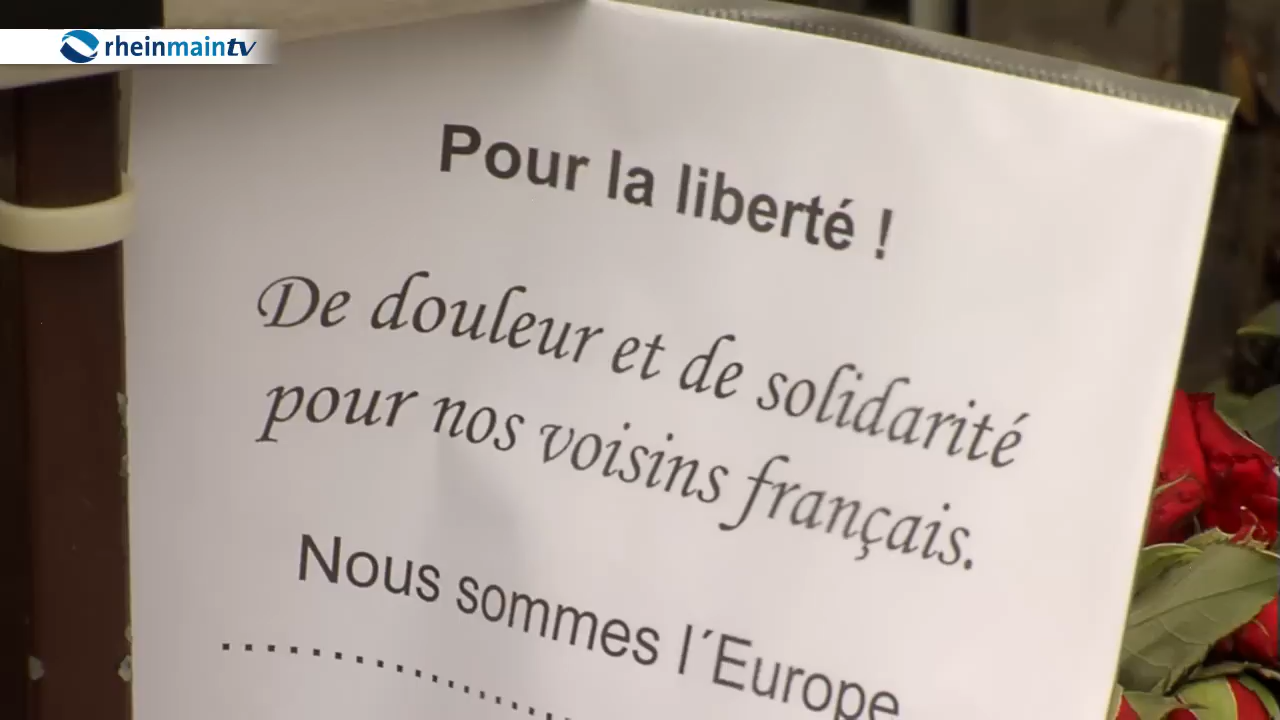 rheinmaintv
Pour la liberté !
De douleur et de solidarité
pour nos voisins français.
Nous sommes l´Europe
........................